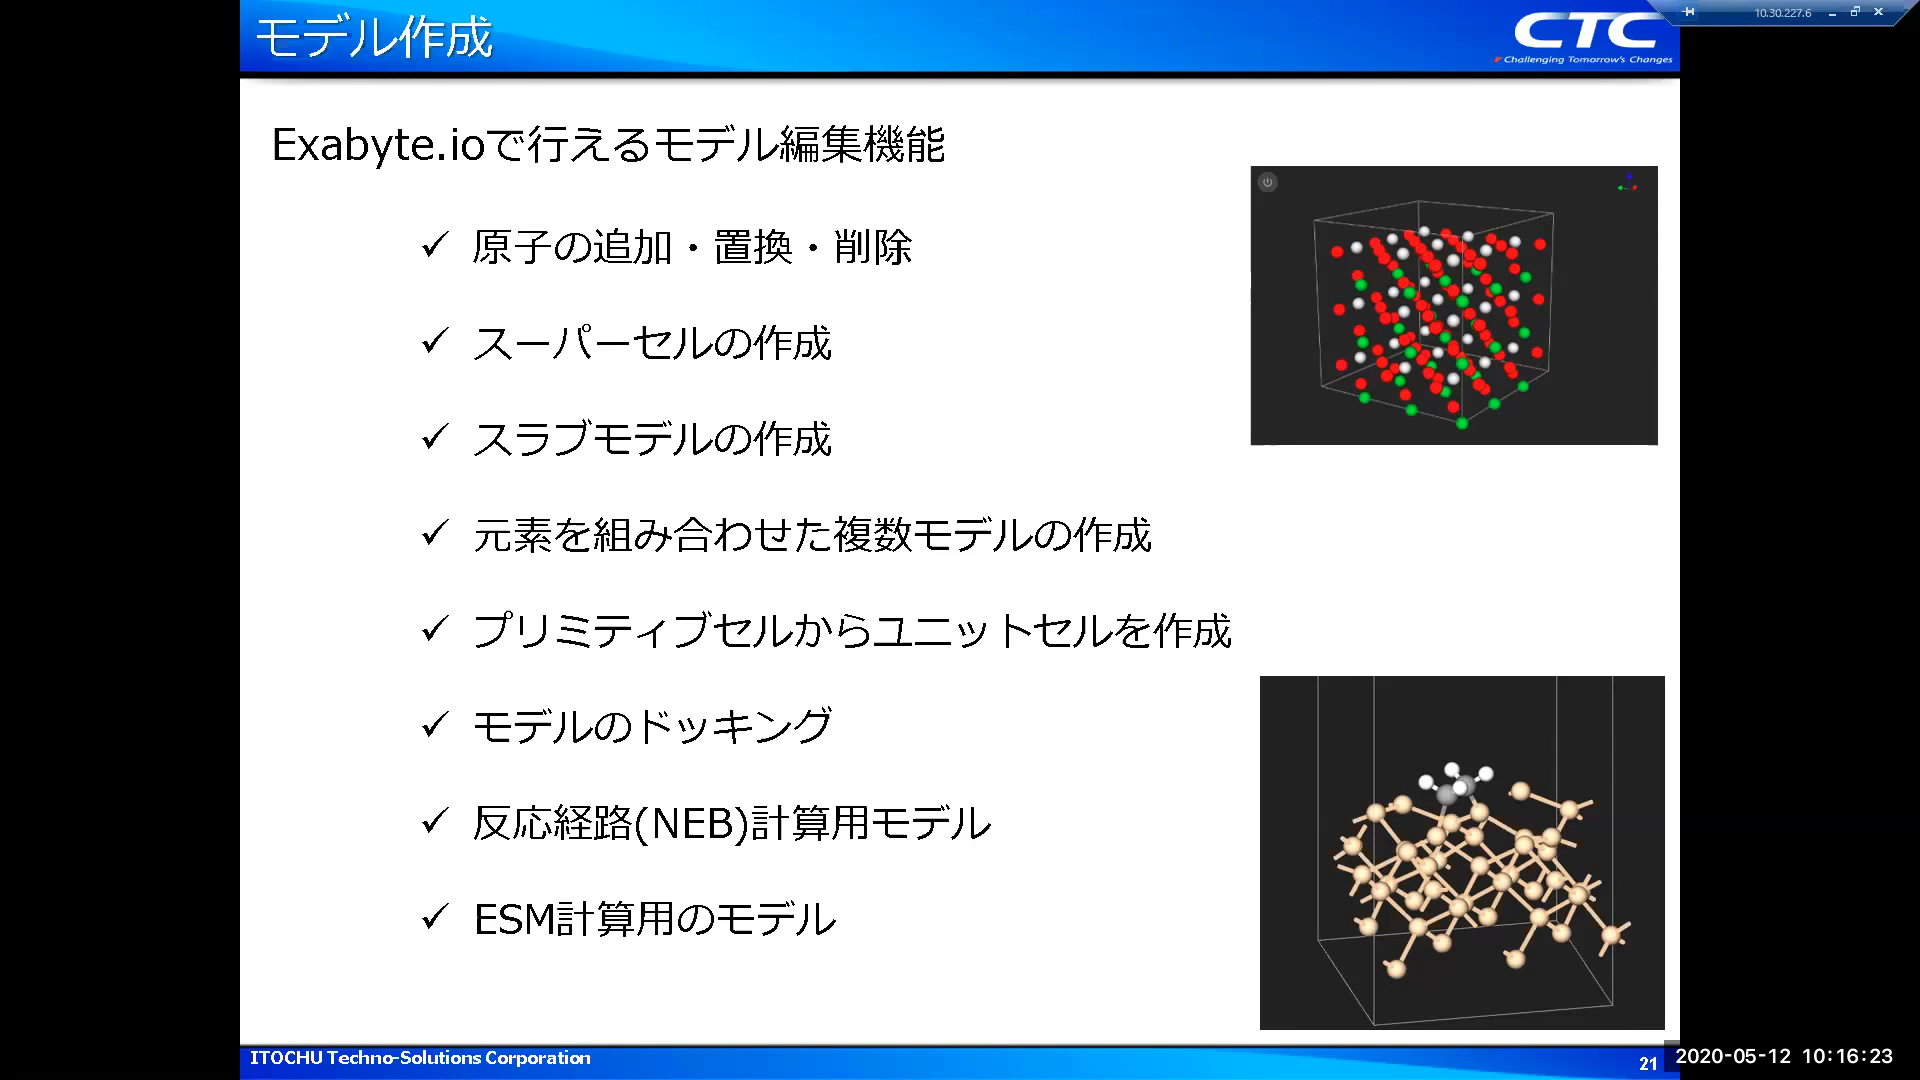 モデル作成
10.30.227.6
CTC
Challenging Tomorrow's Changes
Exabyte.ioで行えるモデル編集機能
✓ 原子の追加・置換・削除
✓ スーパーセルの作成
✓ スラブモデルの作成
✓ 元素を組み合わせた複数モデルの作成
✓ プリミティブセルからユニットセルを作成
✓ モデルのドッキング
✓ 反応経路(NEB)計算用モデル
✓ ESM計算用のモデル
ITOCHU Techno-Solutions Corporation
21
2020-05-12 10:16:23